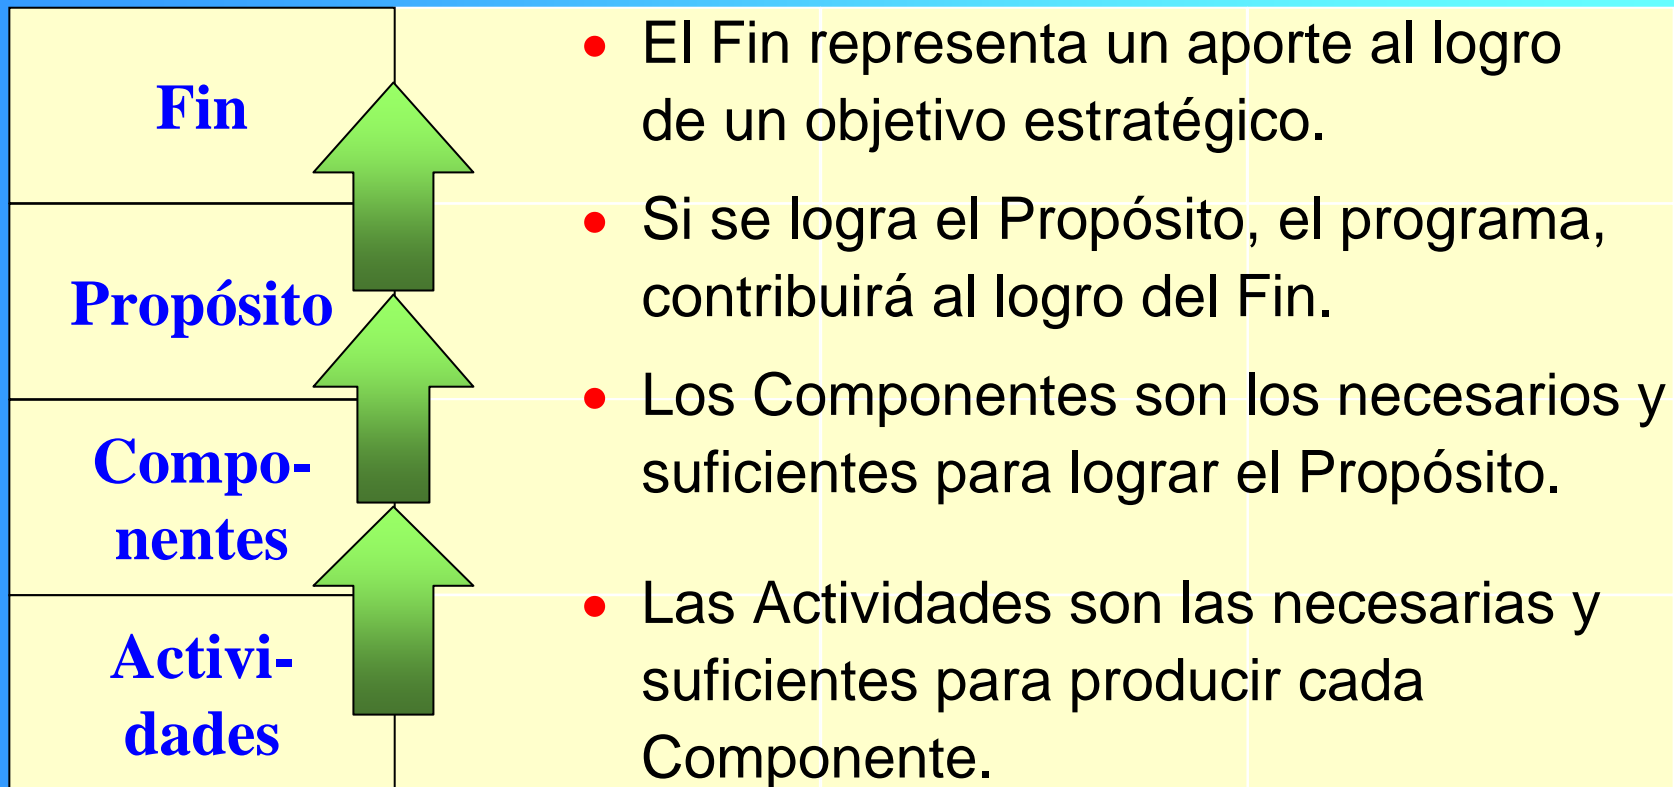 Fin
El Fin representa un aporte al logro
de un objetivo estratégico.
Propósito
Si se logra el Propósito, el programa,
contribuirá al logro del Fin.
Compo-
nentes
Los Componentes son los necesarios y
suficientes para lograr el Propósito.
Activi-
dades
Las Actividades son las necesarias y
suficientes para producir cada
Componente.